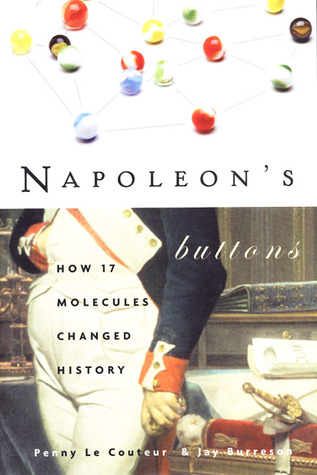 NAPOLEON'S
buttons
HOW 17
MOLECULES
CHANGED
HISTORY
Penny Le Couteur & Jay Burreson